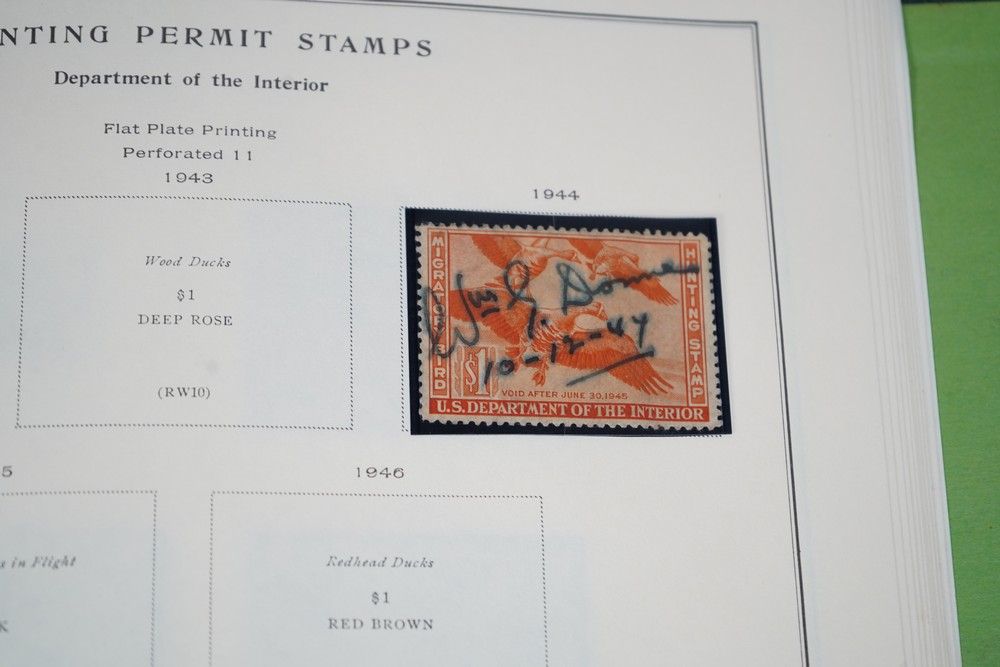 NTING PERMIT STAMPS
Department of the Interior
Flat Plate Printing
Perforated 11
1943
Wood Ducks
$1
DEEP ROSE
(RW10)
1944
MIGRATORY BIRD
HUNTING STAMP
$1
VOID AFTER JUNE 30, 1945
U.S. DEPARTMENT OF THE INTERIOR
10-12-44
5
s in Flight
K
1946
Redhead Ducks
$1
RED BROWN